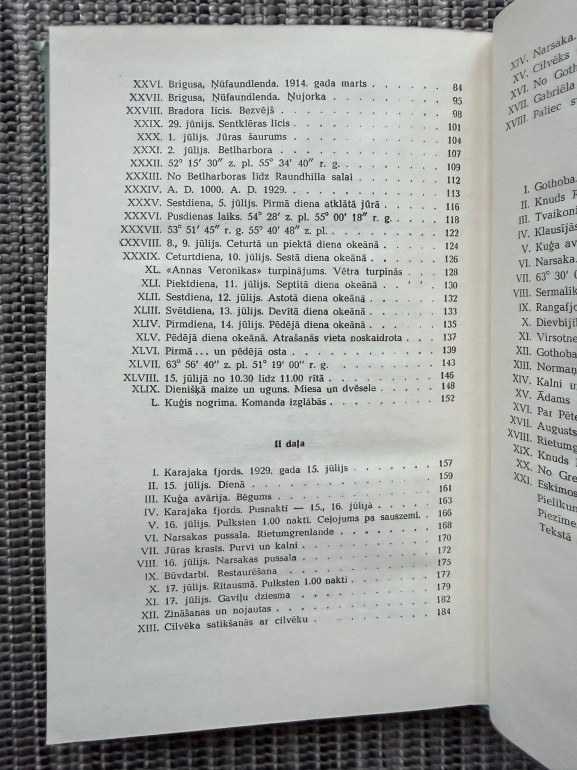 XXVI. Brigusa, Ņūfaundlenda. 1914. gada marts . . . . . . 84
XXVII. Brigusa, Ņūfaundlenda. Ņujorka . . . . . . . . . 95
XXVIII. Bradora līcis. Bezvējš . . . . . . . . . . . . 98
XXIX. 29. jūnijs. Sentklēras līcis . . . . . . . . . . . 101
XXX. 1. jūlijs. Jūras šaurums . . . . . . . . . . . 104
XXXI. 2. jūlijs. Betlharbora . . . . . . . . . . . . 107
XXXII. 52° 15′ 30″ z. pl. 55° 34′ 40″ r. g. . . . . . . . . 109
XXXIII. No Betlharboras līdz Raundhilla salai . . . . . . . 112
XXXIV. A. D. 1000. A. D. 1929. . . . . . . . . . . . 113
XXXV. Sestdiena, 5. jūlijs. Pirmā diena atklātā jūrā . . . . . 116
XXXVI. Pusdienas laiks. 54° 28′ z. pl. 55° 00′ 18″ r. g. . . . . 118
XXXVII. 53° 51′ 45″ r. g. 55° 40′ 48″ z. pl. . . . . . . . . 122
XXXVIII. 8., 9. jūlijs. Ceturtā un piektā diena okeānā . . . . . 124
XXXIX. Ceturtdiena, 10. jūlijs. Sestā diena okeānā . . . . . . 126
XL. «Annas Veronikas» turpinājums. Vētra turpinās . . . . 128
XLI. Piektdiena, 11. jūlijs. Septītā diena okeānā . . . . . 130
XLII. Sestdiena, 12. jūlijs. Astotā diena okeānā . . . . . . 132
XLIII. Svētdiena, 13. jūlijs. Devītā diena okeānā . . . . . . 133
XLIV. Pirmdiena, 14. jūlijs. Pēdējā diena okeānā . . . . . . 135
XLV. Pēdējā diena okeānā. Atrašanās vieta noskaidrota . . . . 137
XLVI. Pirmā . . . un pēdējā osta . . . . . . . . . . . 139
XLVII. 63° 56′ 40″ z. pl. 51° 19′ 00″ r. g. . . . . . . . . 143
XLVIII. 15. jūlijā no 10.30 līdz 11.00 rītā . . . . . . . . . 146
XLIX. Dienišķā maize un uguns. Miesa un dvēsele . . . . . 148
L. Kuģis nogrima. Komanda izglābās . . . . . . . . . 152
II daļa
I. Karajaka fjords. 1929. gada 15. jūlijs . . . . . . . . 157
II. 15. jūlijs. Dienā . . . . . . . . . . . . . . 159
III. Kuģa avārija. Bēgums . . . . . . . . . . . . 161
IV. Karajaka fjords. Pusnakti — 15., 16. jūlijā . . . . . . 163
V. 16. jūlijs. Pulksten 1.00 naktī. Ceļojums pa sauszemi. . . 166
VI. Narsakas pussala. Rietumgrenlande . . . . . . . . 168
VII. Jūras krasts. Purvi un kalni . . . . . . . . . . 170
VIII. 16. jūlijs. Narsakas pussala . . . . . . . . . . 172
IX. Būvdarbi. Restaurēšana . . . . . . . . . . . . 175
X. 17. jūlijs. Rītausmā. Pulksten 1.00 naktī . . . . . . . 177
XI. 17. jūlijs. Gaviļu dziesma . . . . . . . . . . . 179
XII. Zināšanas un nojautas . . . . . . . . . . . . 182
XIII. Cilvēka satikšanās ar cilvēku . . . . . . . . . . 184
XIV. Narsaka.
XV. Cilvēks
XVI. No Goth
XVII. Gabriēla
XVIII. Paliec s
I. Gothoba.
II. Knuds
III. Tvaikoni
IV. Klausījās
V. Kuģa av
VI. Narsaka.
VII. 63° 30′ 0
VIII. Sermalik
IX. Rangafjo
X. Dievbijīl
XI. Virsotne
XII. Gothoba
XIII. Normaņ
XIV. Kalni un
XV. Ādams
XVI. Par Pēte
XVII. Augusts
XVIII. Rietumg
XIX. Knuds
XX. No Gre
XXI. Eskimos
Pielikum
Piezīme
Tekstā